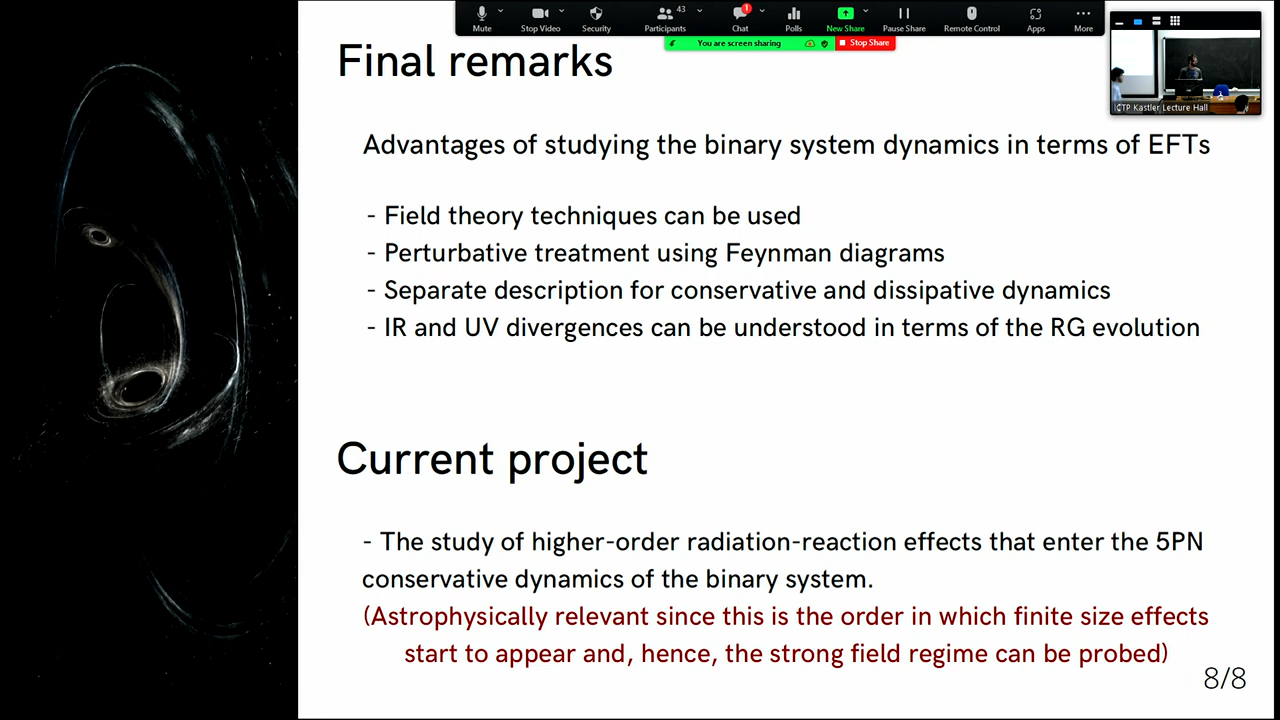 43
1
Mute
Stop Video
Security
Participants
Chat
Polls
New Share
Pause Share
Remote Control
Apps
More
You are screen sharing
Stop Share
ICTP Kastler Lecture Hall
Final remarks
Advantages of studying the binary system dynamics in terms of EFTs
- Field theory techniques can be used
- Perturbative treatment using Feynman diagrams
- Separate description for conservative and dissipative dynamics
- IR and UV divergences can be understood in terms of the RG evolution
Current project
- The study of higher-order radiation-reaction effects that enter the 5PN
conservative dynamics of the binary system.
(Astrophysically relevant since this is the order in which finite size effects
start to appear and, hence, the strong field regime can be probed)
8/8